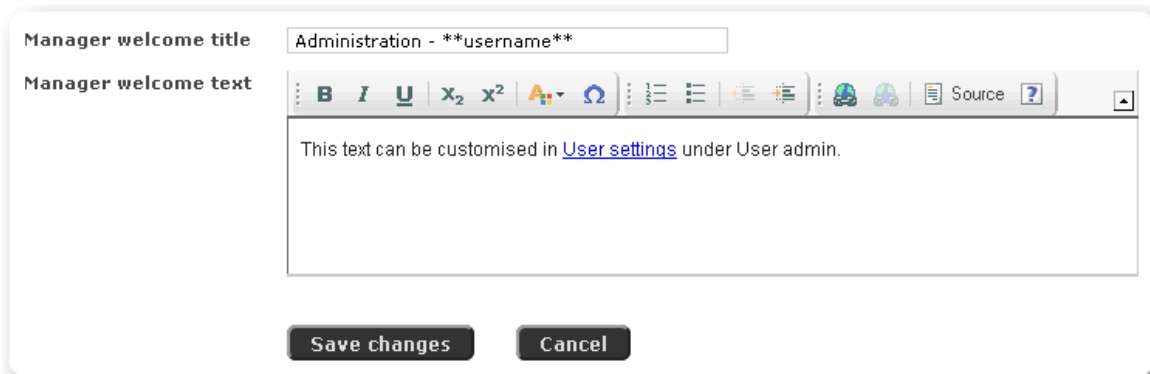 Manager welcome title Administration - **username**
Manager welcome text
B I U X₂ X² A Ω Source ?
This text can be customised in User settings under User admin.
Save changes Cancel